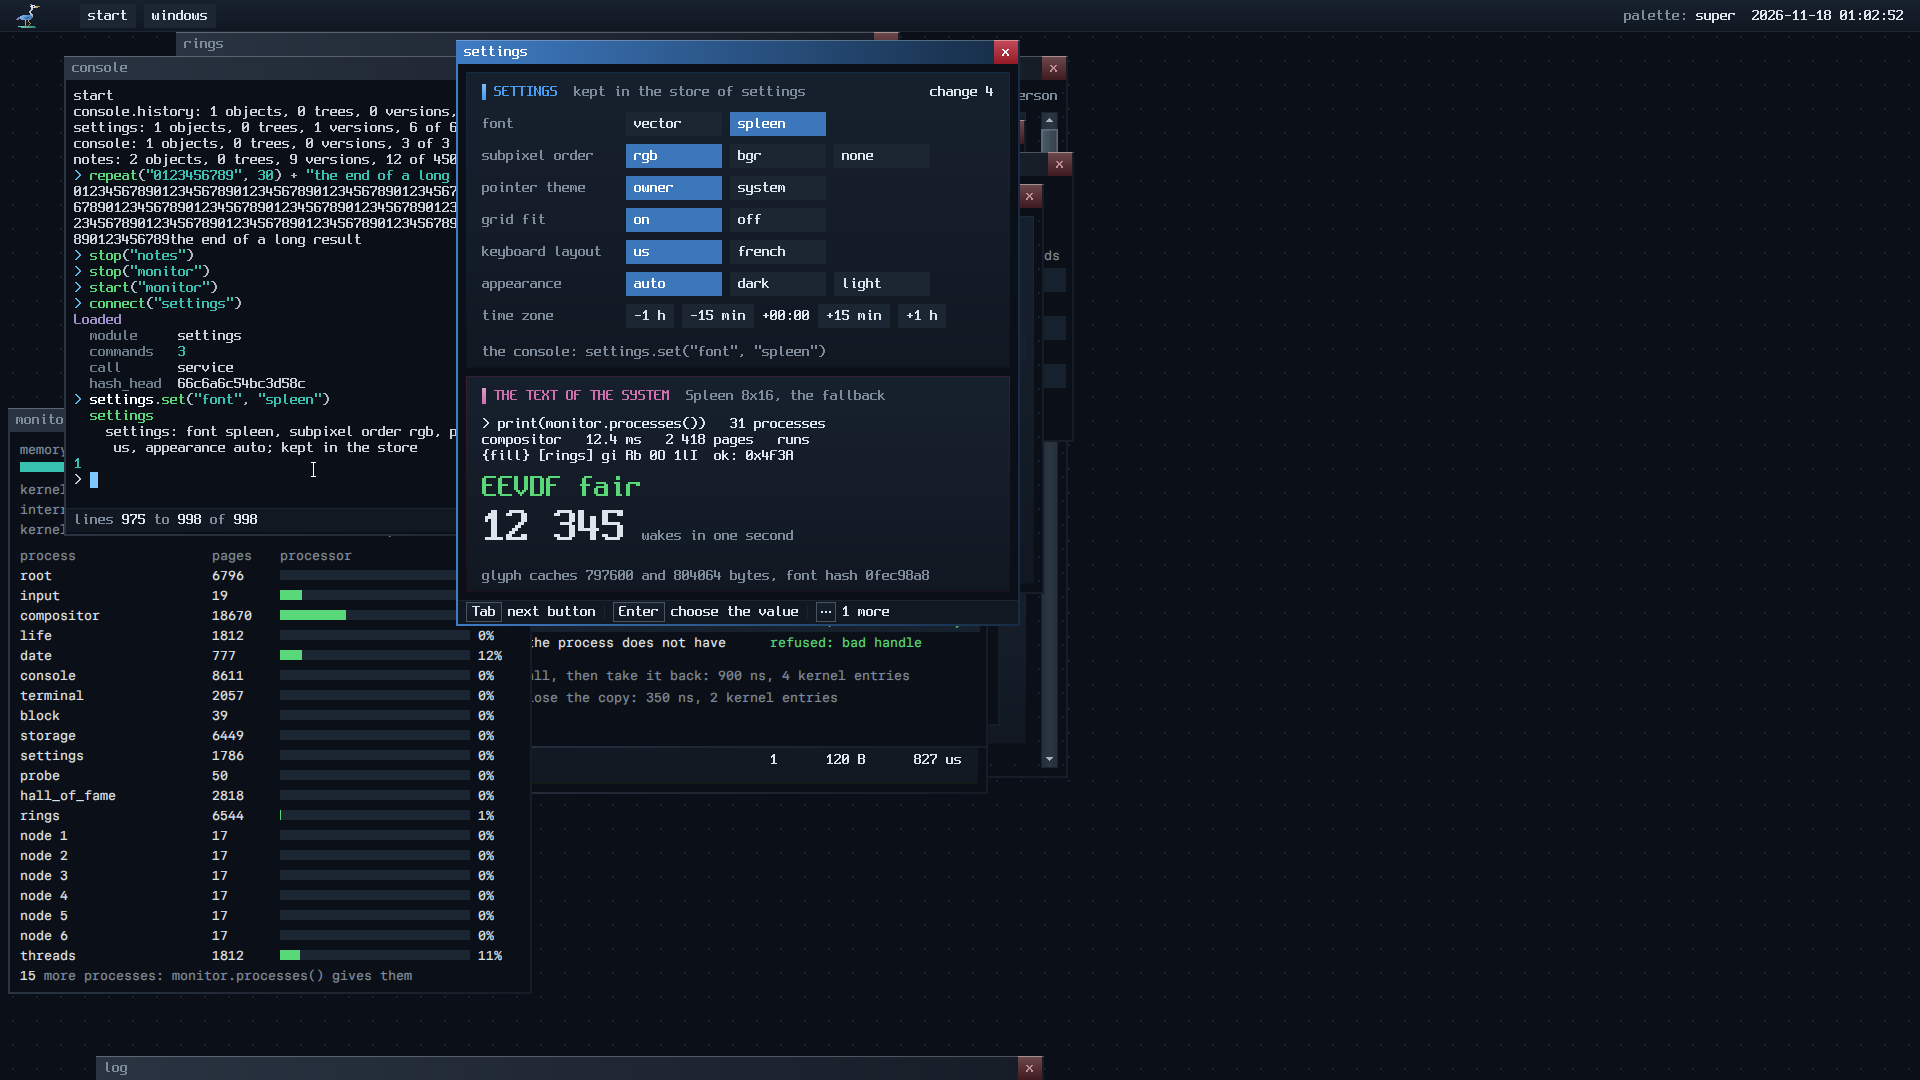 start windows palette: super 2026-11-18 01:02:52
rings
console
start
console.history: 1 objects, 0 trees, 0 versions,
settings: 1 objects, 0 trees, 1 versions, 6 of 6
console: 1 objects, 0 trees, 0 versions, 3 of 3
notes: 2 objects, 0 trees, 9 versions, 12 of 450
> repeat("0123456789", 30) + "the end of a long
012345678901234567890123456789012345678901234567
678901234567890123456789012345678901234567890123
234567890123456789012345678901234567890123456789
890123456789the end of a long result
> stop("notes")
> stop("monitor")
> start("monitor")
> connect("settings")
Loaded
module settings
commands 3
call service
hash_head 66c6a6c54bc3d58c
> settings.set("font", "spleen")
settings
settings: font spleen, subpixel order rgb, p
us, appearance auto; kept in the store
1
>
lines 975 to 998 of 998
settings
SETTINGS kept in the store of settings change 4
font vector spleen
subpixel order rgb bgr none
pointer theme owner system
grid fit on off
keyboard layout us french
appearance auto dark light
time zone -1 h -15 min +00:00 +15 min +1 h
the console: settings.set("font", "spleen")
THE TEXT OF THE SYSTEM Spleen 8x16, the fallback
> print(monitor.processes()) 31 processes
compositor 12.4 ms 2 418 pages runs
{fill} [rings] gi Rb 0O 1lI ok: 0x4F3A
EEVDF fair
12 345 wakes in one second
glyph caches 797600 and 804064 bytes, font hash 0fec98a8
Tab next button Enter choose the value ... 1 more
erson
ds
monito
memory
kernel
inter
kernel
process pages processor
root 6796
input 19
compositor 18670
life 1812 0%
date 777 12%
console 8611 0%
terminal 2057 0%
block 39 0%
storage 6449 0%
settings 1786 0%
probe 50 0%
hall_of_fame 2818 0%
rings 6544 1%
node 1 17 0%
node 2 17 0%
node 3 17 0%
node 4 17 0%
node 5 17 0%
node 6 17 0%
threads 1812 11%
15 more processes: monitor.processes() gives them
the process does not have refused: bad handle
all, then take it back: 900 ns, 4 kernel entries
lose the copy: 350 ns, 2 kernel entries
1 120 B 827 us
log